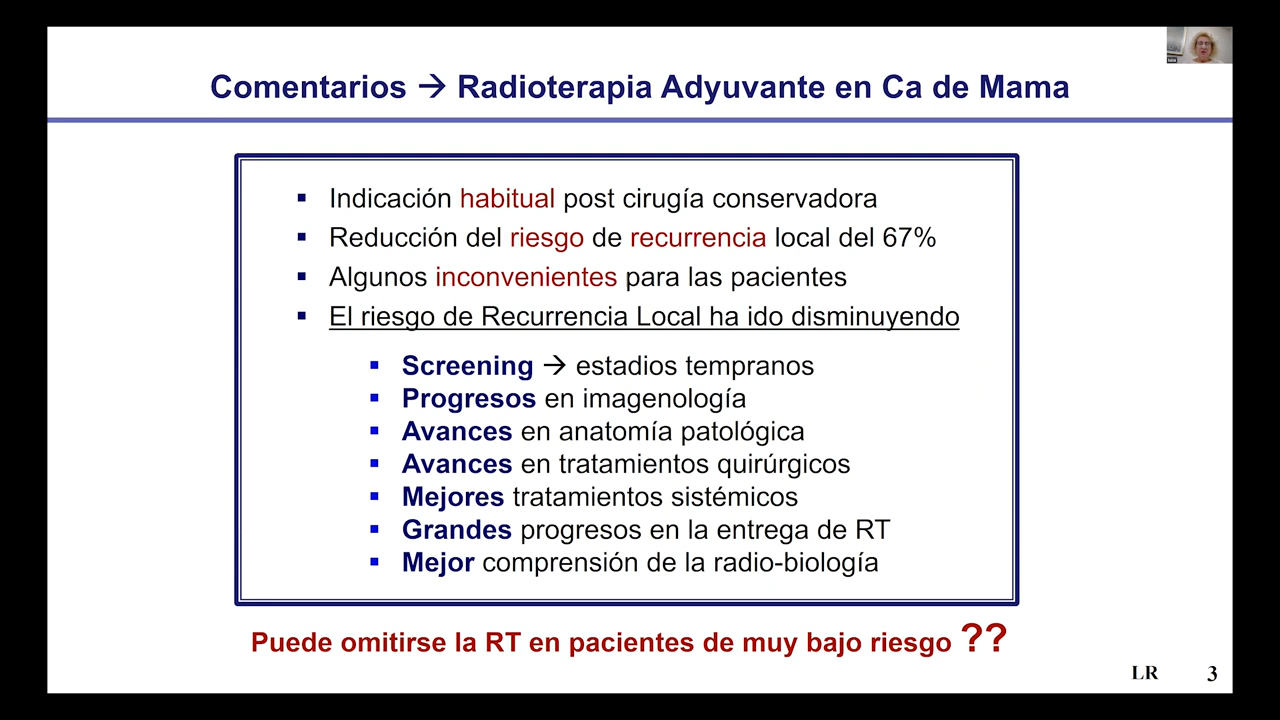 Comentarios → Radioterapia Adyuvante en Ca de Mama
▪ Indicación habitual post cirugía conservadora
▪ Reducción del riesgo de recurrencia local del 67%
▪ Algunos inconvenientes para las pacientes
▪ El riesgo de Recurrencia Local ha ido disminuyendo
▪ Screening → estadios tempranos
▪ Progresos en imagenología
▪ Avances en anatomía patológica
▪ Avances en tratamientos quirúrgicos
▪ Mejores tratamientos sistémicos
▪ Grandes progresos en la entrega de RT
▪ Mejor comprensión de la radio-biología
Puede omitirse la RT en pacientes de muy bajo riesgo ??
LR 3